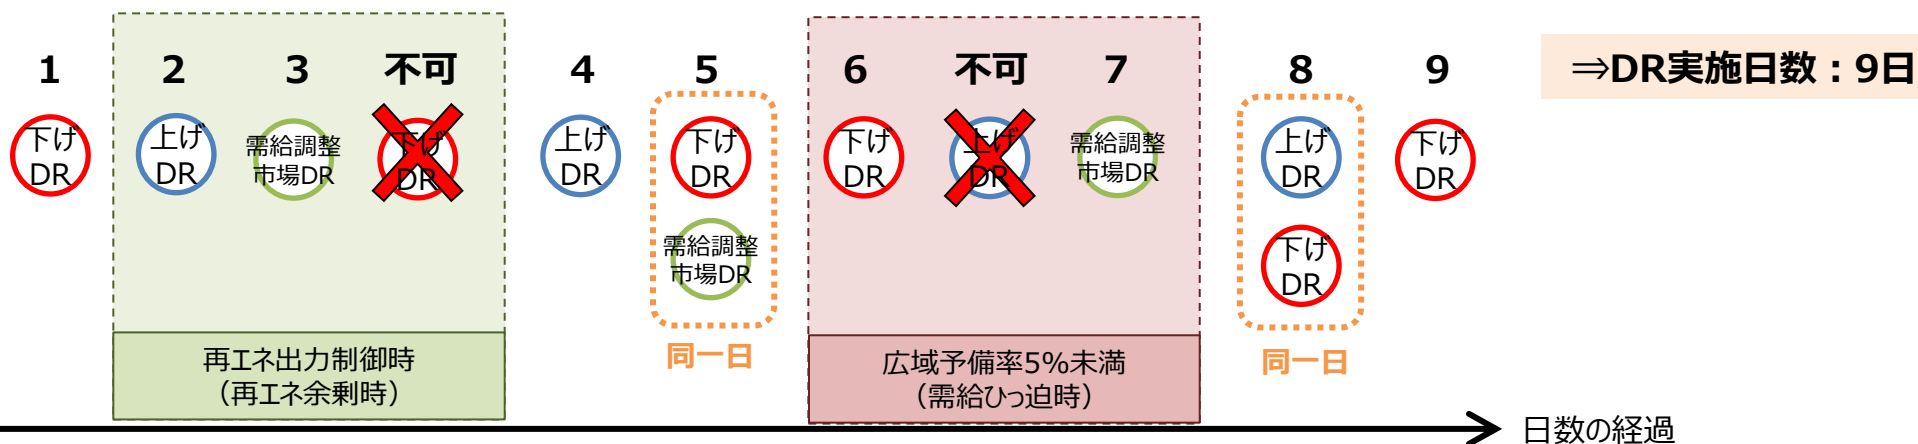 1
2
3
不可
4
5
6
不可
7
8
9
⇒DR実施日数：9日
下げ
DR
上げ
DR
需給調整
市場DR
下げ
DR
上げ
DR
下げ
DR
下げ
DR
上げ
DR
需給調整
市場DR
上げ
DR
下げ
DR
需給調整
市場DR
下げ
DR
同一日
同一日
再エネ出力制御時
（再エネ余剰時）
広域予備率5%未満
（需給ひっ迫時）
日数の経過